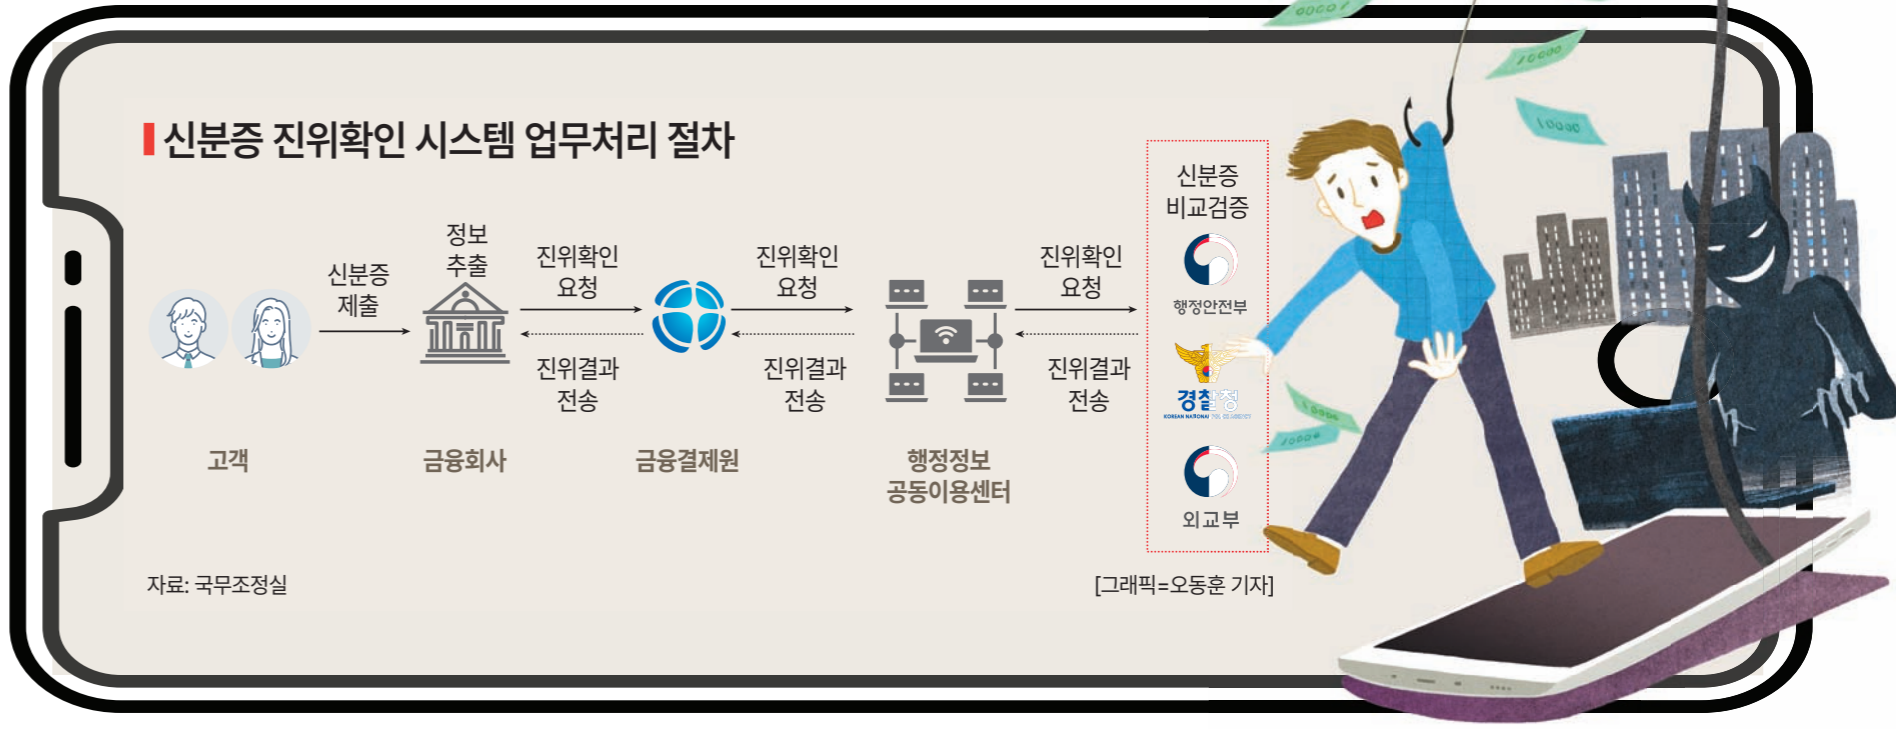 신분증 진위확인 시스템 업무처리 절차
신분증
제출
정보
추출
진위확인
요청
진위결과
전송
진위확인
요청
진위결과
전송
진위확인
요청
진위결과
전송
신분증
비교검증
행정안전부
경찰청
외교부
고객
금융회사
금융결제원
행정정보
공동이용센터
자료: 국무조정실
[그래픽=오동훈 기자]
10000
10000
10000